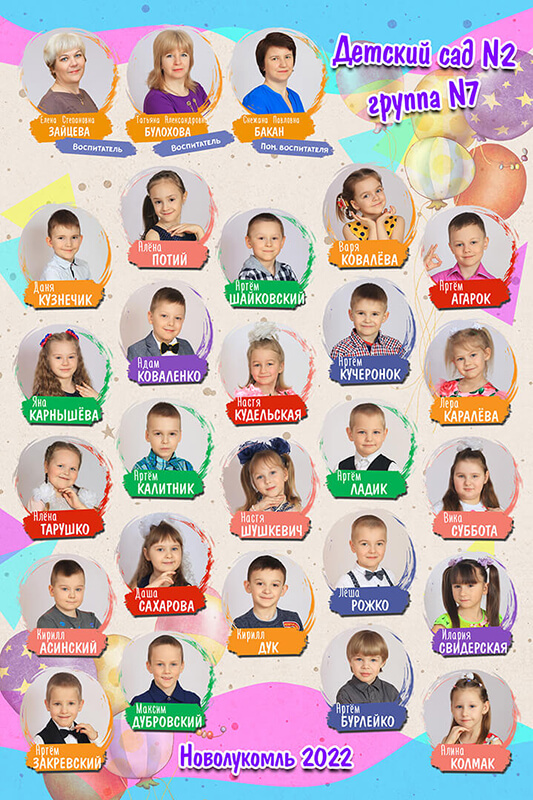 Детский сад N2
группа N7
Елена Степановна
ЗАЙЦЕВА
Воспитатель
Татьяна Александровна
БУЛОХОВА
Воспитатель
Снежана Павловна
БАКАН
Пом. воспитателя
Даня
КУЗНЕЧИК
Алёна
ПОТИЙ
Артём
ШАЙКОВСКИЙ
Варя
КОВАЛЁВА
Артём
АГАРОК
Яна
КАРНЫШЁВА
Адам
КОВАЛЕНКО
Настя
КУДЕЛЬСКАЯ
Артём
КУЧЕРОНОК
Лера
КАРАЛЁВА
Алёна
ТАРУШКО
Артём
КАЛИТНИК
Настя
ШУШКЕВИЧ
Артём
ЛАДИК
Вика
СУББОТА
Кирилл
АСИНСКИЙ
Даша
САХАРОВА
Кирилл
ДУК
Лёша
РОЖКО
Илария
СВИДЕРСКАЯ
Артём
ЗАКРЕВСКИЙ
Максим
ДУБРОВСКИЙ
Артём
БУРЛЕЙКО
Алина
КОЛМАК
Новолукомль 2022